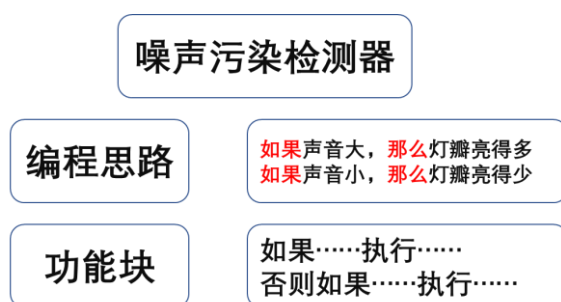 噪声污染检测器
编程思路
如果声音大，那么灯瓣亮得多
如果声音小，那么灯瓣亮得少
功能块
如果……执行……
否则如果……执行……